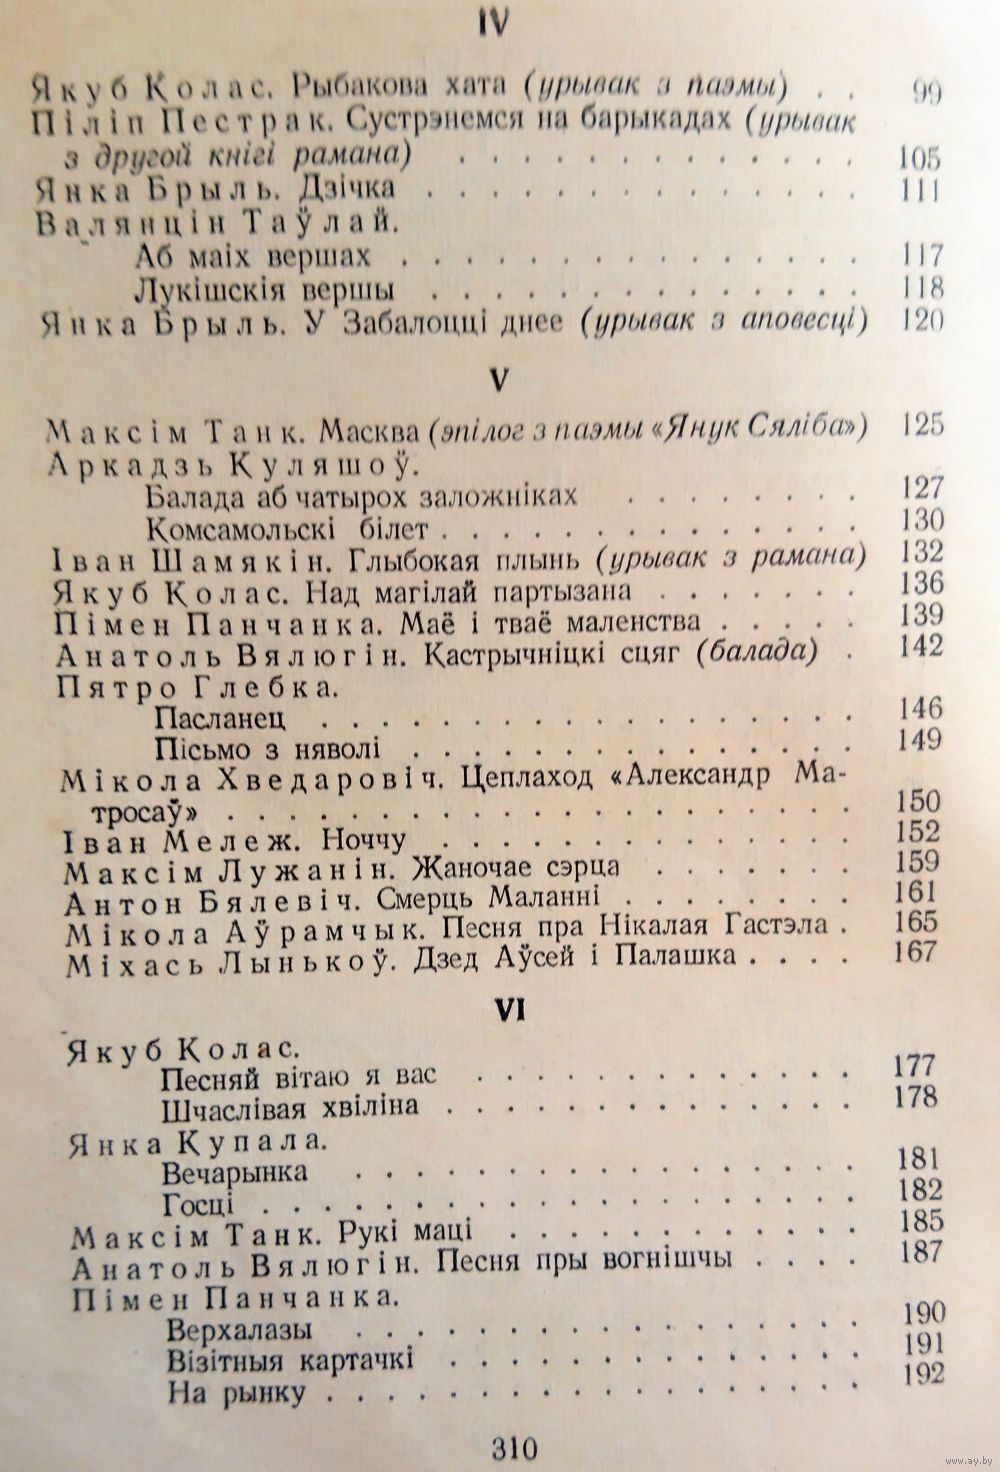 IV
Якуб Колас. Рыбакова хата (урывак з паэмы) . . 99
Піліп Пестрак. Сустрэнемся на барыкадах (урывак
з другой кнігі рамана) . . . . . . . . . . . . . 105
Янка Брыль. Дзічка . . . . . . . . . . . . . . 111
Валянцін Таўлай.
Аб маіх вершах . . . . . . . . . . . . . . . 117
Лукішскія вершы . . . . . . . . . . . . . . 118
Янка Брыль. У Забалоцці днее (урывак з аповесці) 120
V
Максім Танк. Масква (эпілог з паэмы «Янук Сяліба») 125
Аркадзь Куляшоў.
Балада аб чатырох заложніках . . . . . . . . 127
Комсамольскі білет . . . . . . . . . . . . . . 130
Іван Шамякін. Глыбокая плынь (урывак з рамана) 132
Якуб Колас. Над магілай партызана . . . . . . . 136
Пімен Панчанка. Маё і тваё маленства . . . . . 139
Анатоль Вялюгін. Кастрычніцкі сцяг (балада) . 142
Пятро Глебка.
Пасланец . . . . . . . . . . . . . . . . . . 146
Пісьмо з няволі . . . . . . . . . . . . . . . 149
Мікола Хведаровіч. Цеплаход «Александр Ма-
тросаў» . . . . . . . . . . . . . . . . . . . . . 150
Іван Мележ. Ноччу . . . . . . . . . . . . . . 152
Максім Лужанін. Жаночае сэрца . . . . . . . 159
Антон Бялевіч. Смерць Маланні . . . . . . . . 161
Мікола Аўрамчык. Песня пра Нікалая Гастэла . 165
Міхась Лынькоў. Дзед Аўсей і Палашка . . . . 167
VI
Якуб Колас.
Песняй вітаю я вас . . . . . . . . . . . . . 177
Шчаслівая хвіліна . . . . . . . . . . . . . . 178
Янка Купала.
Вечарынка . . . . . . . . . . . . . . . . . 181
Госці . . . . . . . . . . . . . . . . . . . . 182
Максім Танк. Рукі маці . . . . . . . . . . . . 185
Анатоль Вялюгін. Песня пры вогнішчы . . . . 187
Пімен Панчанка.
Верхалазы . . . . . . . . . . . . . . . . . 190
Візітныя картачкі . . . . . . . . . . . . . . 191
На рынку . . . . . . . . . . . . . . . . . . 192
310
www.ay.by